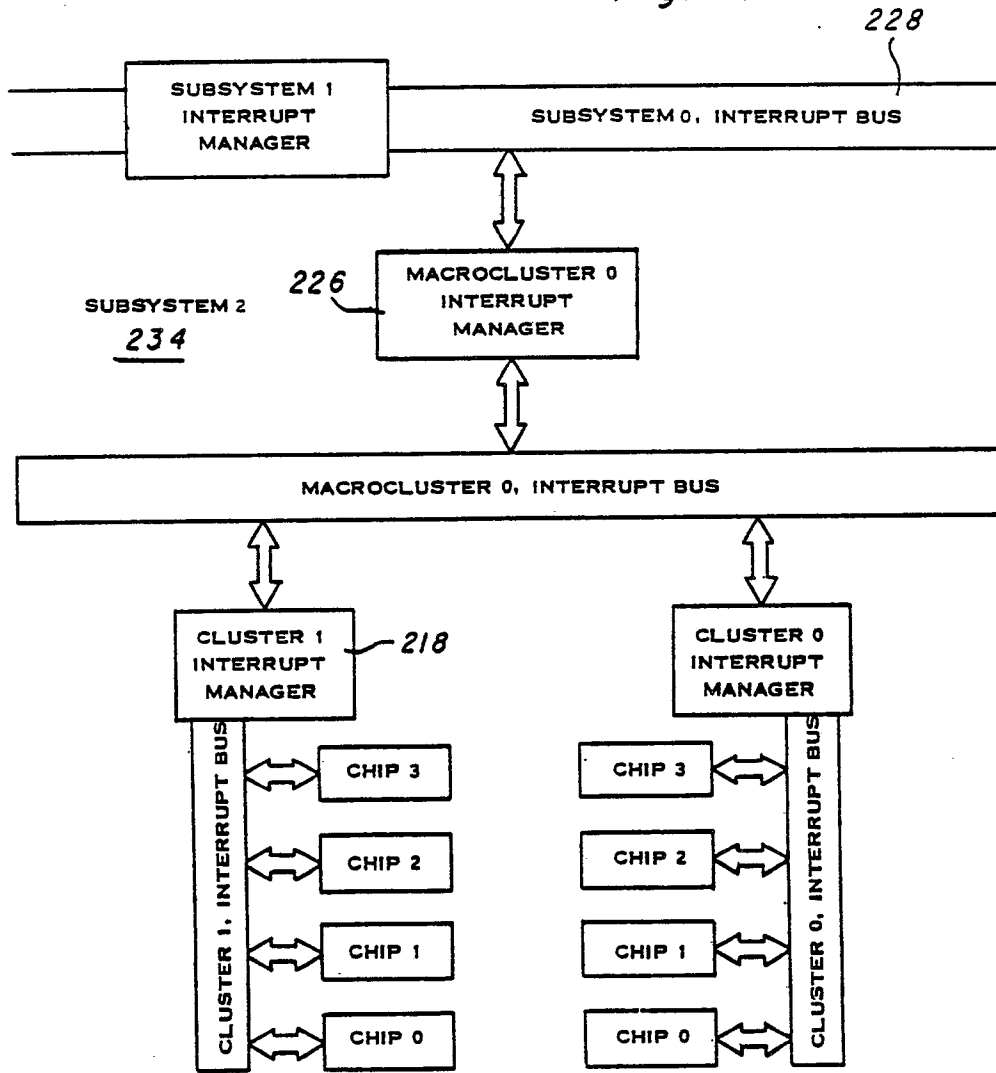 228
SUBSYSTEM 1
INTERRUPT
MANAGER
SUBSYSTEM 0, INTERRUPT BUS
226
MACROCLUSTER 0
INTERRUPT
MANAGER
SUBSYSTEM 2
234
MACROCLUSTER 0, INTERRUPT BUS
CLUSTER 1
INTERRUPT
MANAGER
218
CLUSTER 0
INTERRUPT
MANAGER
CLUSTER 1, INTERRUPT BUS
CHIP 3
CHIP 2
CHIP 1
CHIP 0
CHIP 3
CHIP 2
CHIP 1
CHIP 0
CLUSTER 0, INTERRUPT BUS